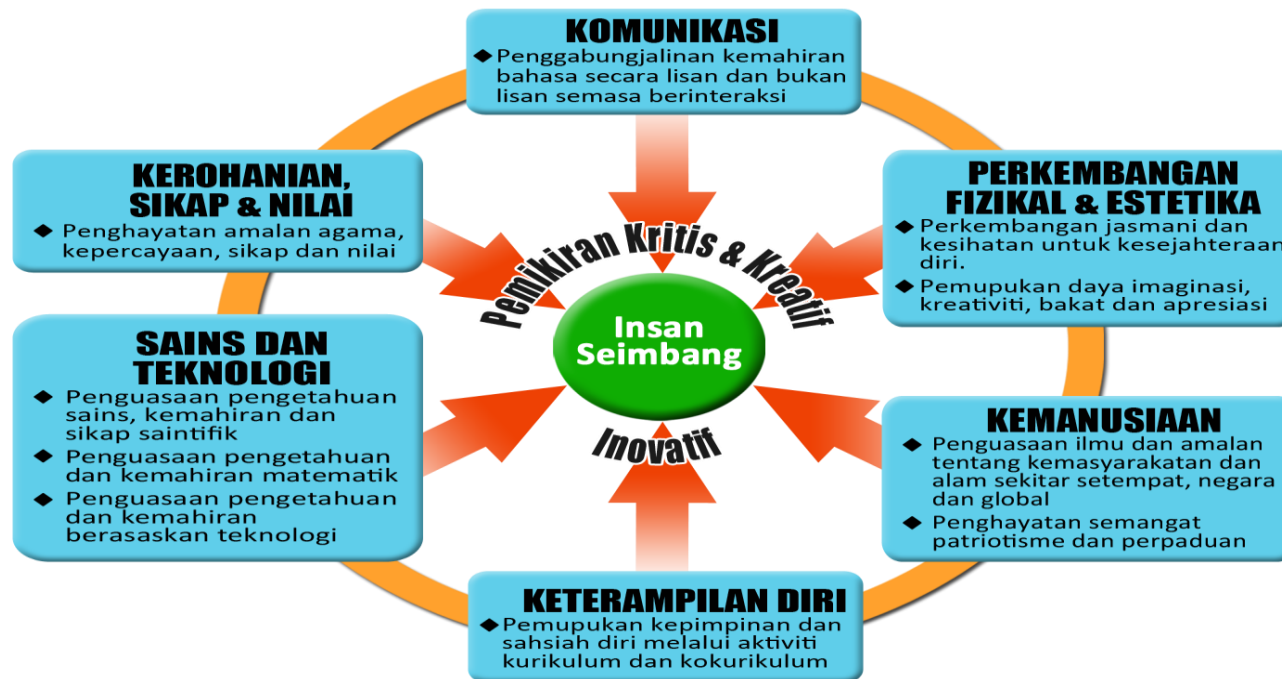 KOMUNIKASI
◆ Penggabungjalinan kemahiran
bahasa secara lisan dan bukan
lisan semasa berinteraksi
KEROHANIAN,
SIKAP & NILAI
◆ Penghayatan amalan agama,
kepercayaan, sikap dan nilai
PERKEMBANGAN
FIZIKAL & ESTETIKA
◆ Perkembangan jasmani dan
kesihatan untuk kesejahteraan
diri.
◆ Pemupukan daya imaginasi,
kreativiti, bakat dan apresiasi
Pemikiran Kritis & Kreatif
Insan
Seimbang
Inovatif
SAINS DAN
TEKNOLOGI
◆ Penguasaan pengetahuan
sains, kemahiran dan
sikap saintifik
◆ Penguasaan pengetahuan
dan kemahiran matematik
◆ Penguasaan pengetahuan
dan kemahiran
berasaskan teknologi
KEMANUSIAAN
◆ Penguasaan ilmu dan amalan
tentang kemasyarakatan dan
alam sekitar setempat, negara
dan global
◆ Penghayatan semangat
patriotisme dan perpaduan
KETERAMPILAN DIRI
◆ Pemupukan kepimpinan dan
sahsiah diri melalui aktiviti
kurikulum dan kokurikulum